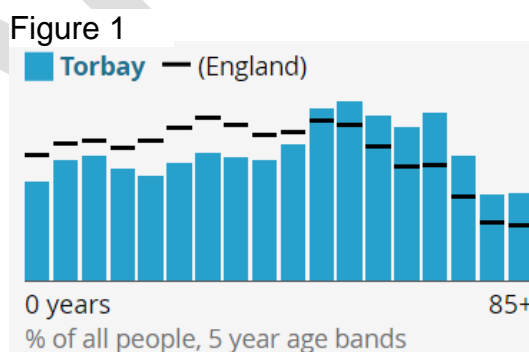 Figure 1
Torbay — (England)
0 years 85+
% of all people, 5 year age bands